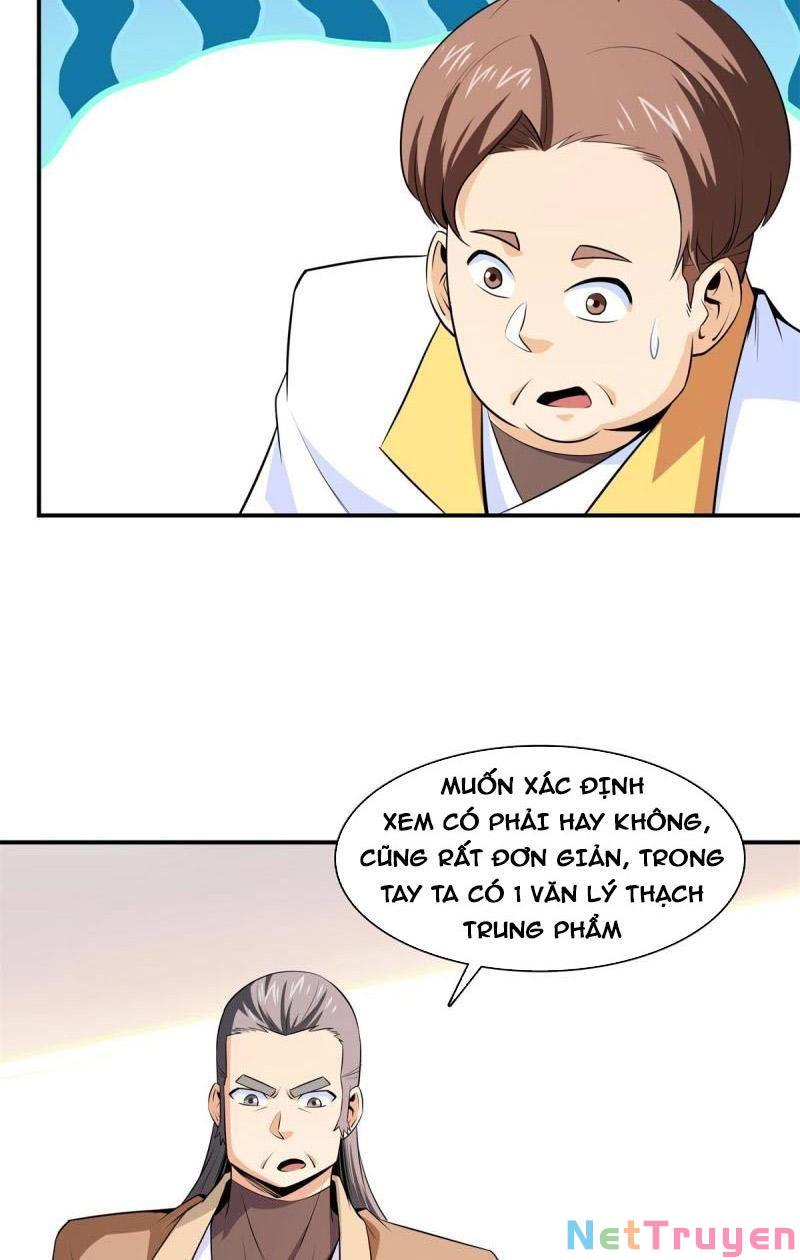 MUỐN XÁC ĐỊNH
XEM CÓ PHẢI HAY KHÔNG,
CŨNG RẤT ĐƠN GIẢN, TRONG
TAY TA CÓ 1 VĂN LÝ THẠCH
TRUNG PHẨM
NetTruyen